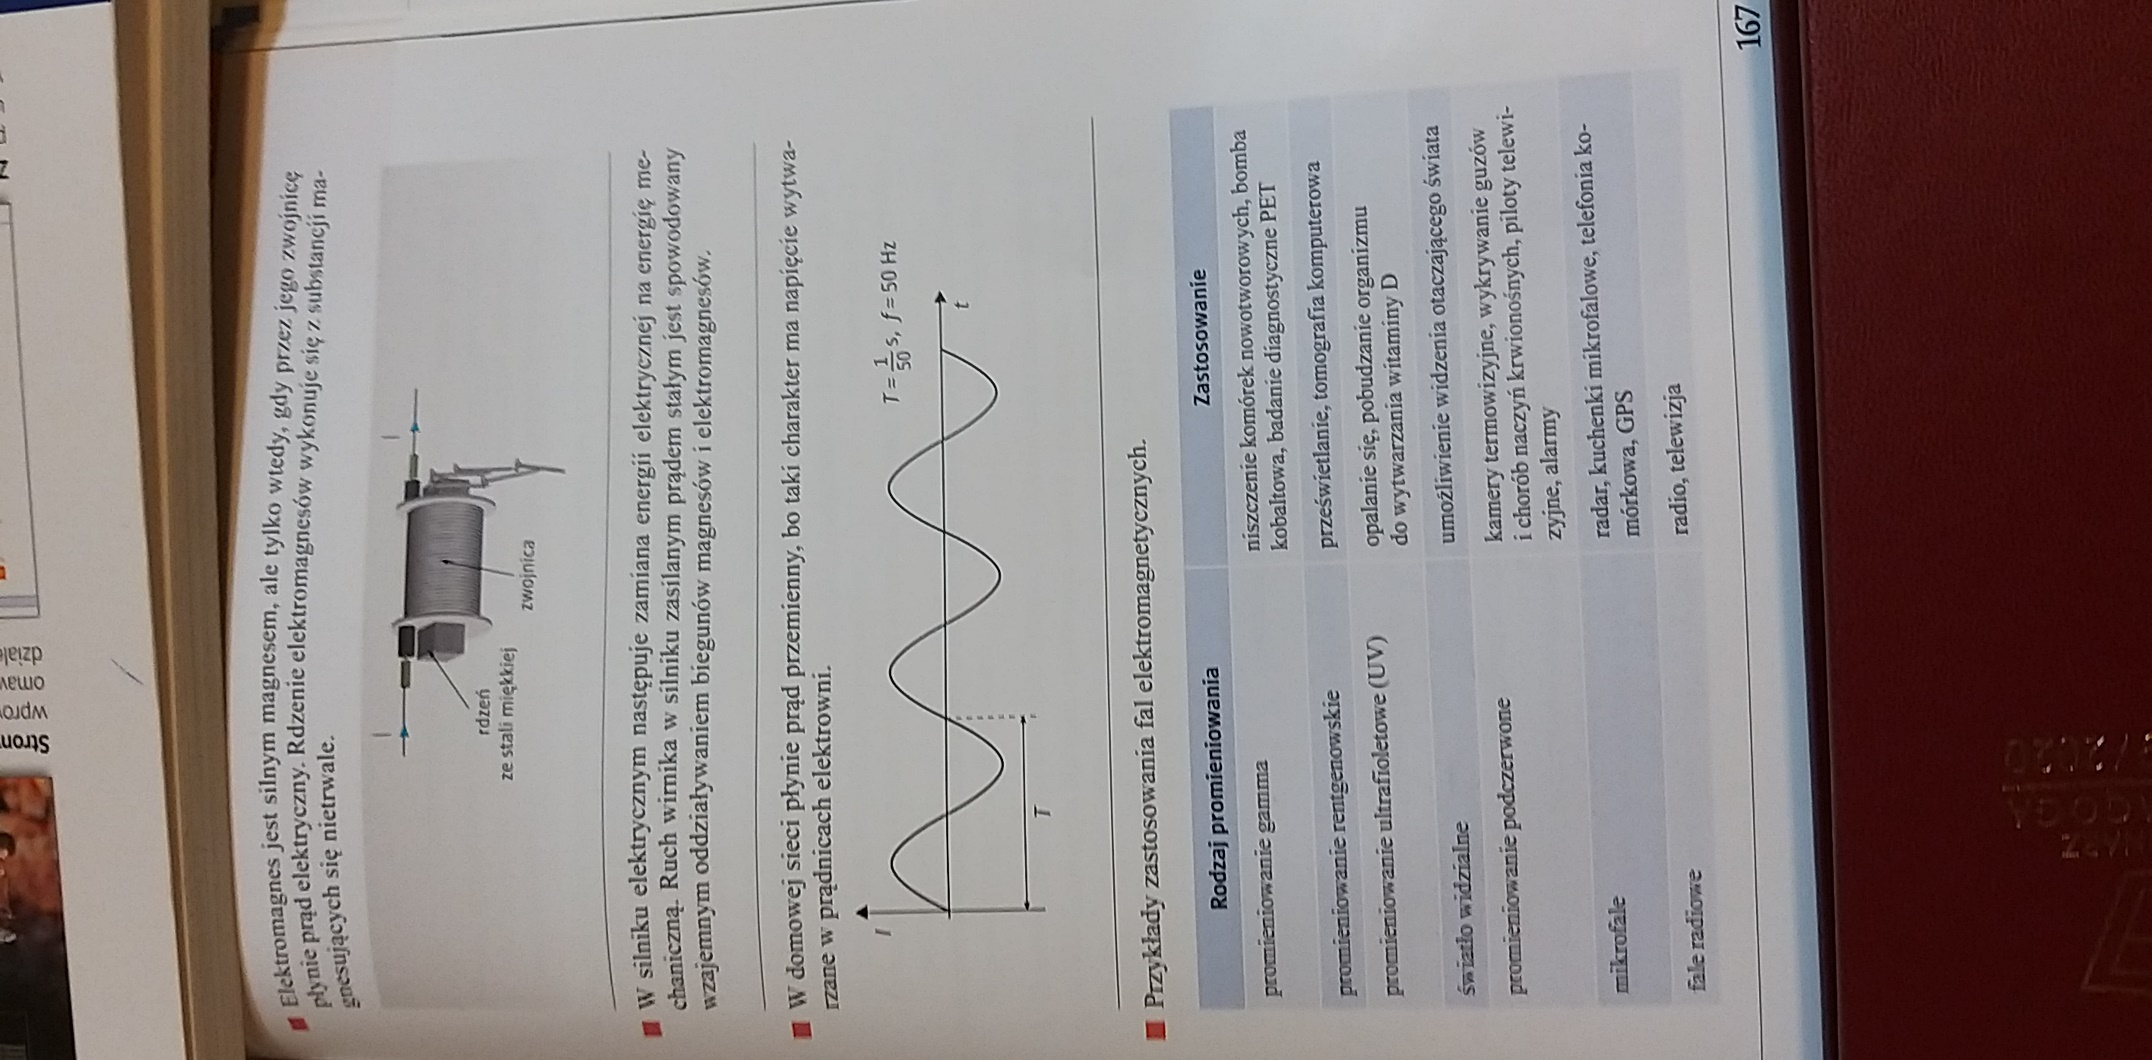 Elektromagnes jest silnym magnesem, ale tylko wtedy, gdy przez jego zwojnicę
płynie prąd elektryczny. Rdzenie elektromagnesów wykonuje się z substancji ma-
gnesujących się nietrwale.
I
I
rdzeń
ze stali miękkiej
zwojnica
W silniku elektrycznym następuje zamiana energii elektrycznej na energię me-
chaniczną. Ruch wirnika w silniku zasilanym prądem stałym jest spowodowany
wzajemnym oddziaływaniem biegunów magnesów i elektromagnesów.
W domowej sieci płynie prąd przemienny, bo taki charakter ma napięcie wytwa-
rzane w prądnicach elektrowni.
I
T = 1/50 s, f = 50 Hz
t
T
Przykłady zastosowania fal elektromagnetycznych.
Rodzaj promieniowania
Zastosowanie
promieniowanie gamma
niszczenie komórek nowotworowych, bomba
kobaltowa, badanie diagnostyczne PET
promieniowanie rentgenowskie
prześwietlanie, tomografia komputerowa
promieniowanie ultrafioletowe (UV)
opalanie się, pobudzanie organizmu
do wytwarzania witaminy D
światło widzialne
umożliwienie widzenia otaczającego świata
promieniowanie podczerwone
kamery termowizyjne, wykrywanie guzów
i chorób naczyń krwionośnych, piloty telewi-
zyjne, alarmy
mikrofale
radar, kuchenki mikrofalowe, telefonia ko-
mórkowa, GPS
fale radiowe
radio, telewizja
167
Stron
wprow
omaw
działa